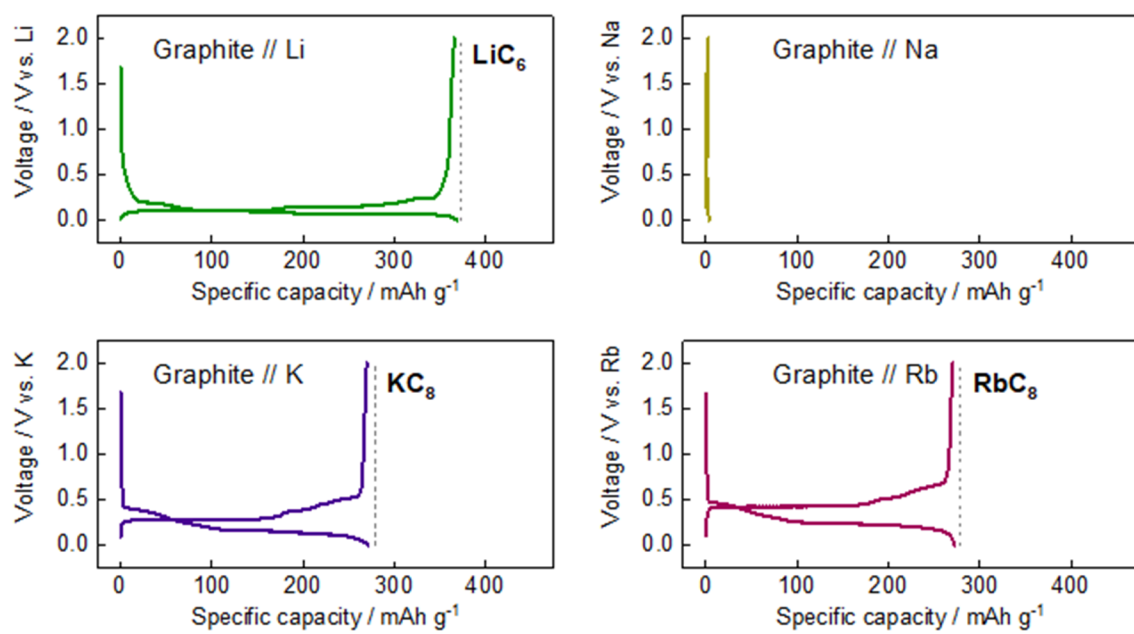 Voltage / V vs. Li
2.0
1.5
1.0
0.5
0.0
Graphite // Li
LiC₆
0 100 200 300 400
Specific capacity / mAh g⁻¹
Voltage / V vs. Na
2.0
1.5
1.0
0.5
0.0
Graphite // Na
0 100 200 300 400
Specific capacity / mAh g⁻¹
Voltage / V vs. K
2.0
1.5
1.0
0.5
0.0
Graphite // K
KC₈
0 100 200 300 400
Specific capacity / mAh g⁻¹
Voltage / V vs. Rb
2.0
1.5
1.0
0.5
0.0
Graphite // Rb
RbC₈
0 100 200 300 400
Specific capacity / mAh g⁻¹